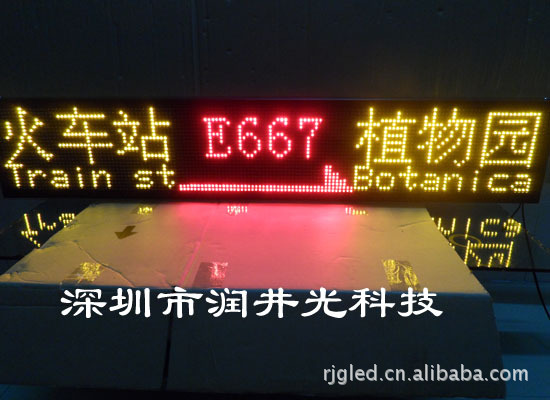 火车站 E667 植物园
Train st Botanica
深圳市润井光科技
rjgled.cn.alibaba.com